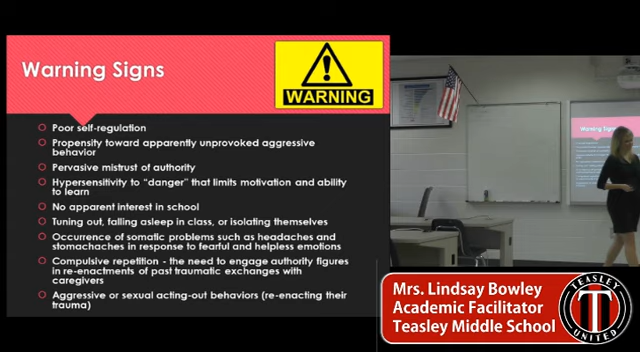 Warning Signs
WARNING
Poor self-regulation
Propensity toward apparently unprovoked aggressive
behavior
Pervasive mistrust of authority
Hypersensitivity to “danger” that limits motivation and ability
to learn
No apparent interest in school
Tuning out, falling asleep in class, or isolating themselves
Occurrence of somatic problems such as headaches and
stomachaches in response to fearful and helpless emotions
Compulsive repetition - the need to engage authority figures
in re-enactments of past traumatic exchanges with
caregivers
Aggressive or sexual acting-out behaviors (re-enacting their
trauma)
Warning Signs
Mrs. Lindsay Bowley
Academic Facilitator
Teasley Middle School
TEASLEY
T
UNITED